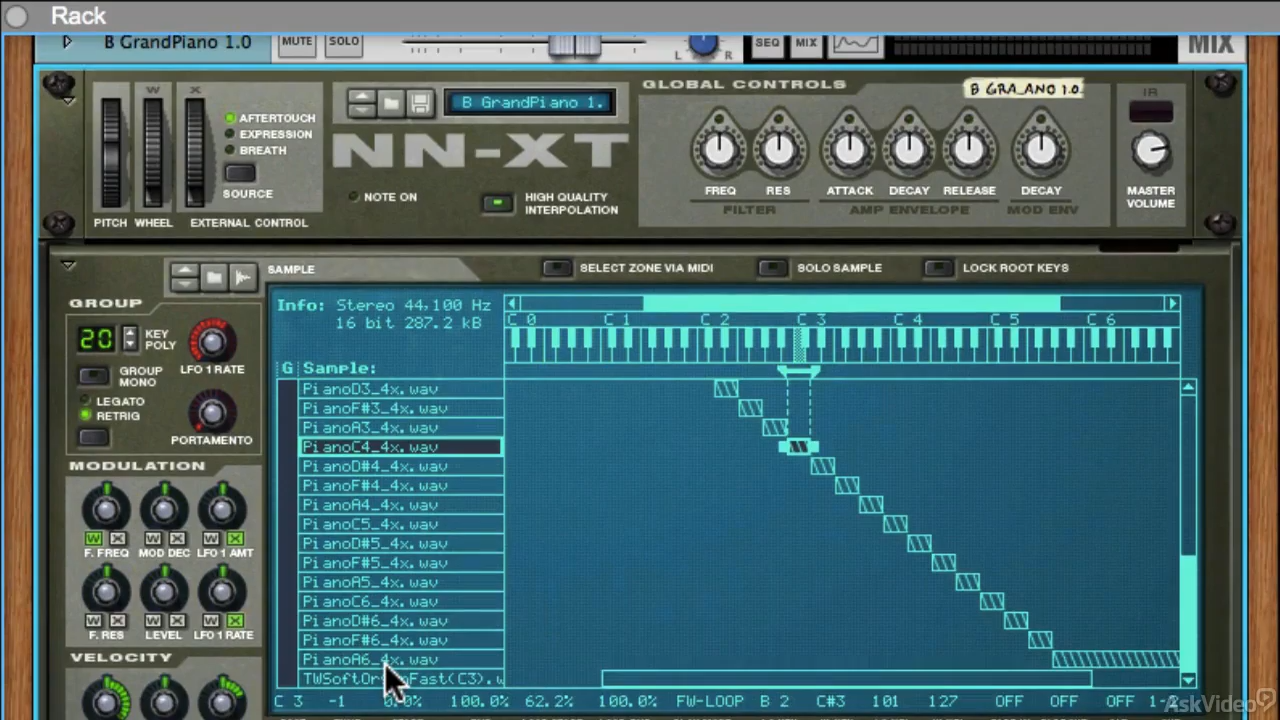 Rack
B GrandPiano 1.0
MUTE
SOLO
L R
SEQ
MIX
MIX
W
X
AFTERTOUCH
EXPRESSION
BREATH
SOURCE
PITCH WHEEL EXTERNAL CONTROL
B GrandPiano 1.
NN-XT
NOTE ON
HIGH QUALITY
INTERPOLATION
GLOBAL CONTROLS
B GRA_ANO 1.0
FREQ RES ATTACK DECAY RELEASE DECAY
FILTER AMP ENVELOPE MOD ENV
MASTER
VOLUME
SAMPLE
SELECT ZONE VIA MIDI
SOLO SAMPLE
LOCK ROOT KEYS
GROUP
20
KEY
POLY
LFO 1 RATE
GROUP
MONO
LEGATO
RETRIG
PORTAMENTO
MODULATION
W X W X W X
F. FREQ MOD DEC LFO 1 AMT
W X W X W X
F. RES LEVEL LFO 1 RATE
VELOCITY
Info: Stereo 44,100 Hz
16 bit 287.2 kB
C 0 C 1 C 2 C 3 C 4 C 5 C 6
G Sample:
PianoD3_4x.wav
PianoF#3_4x.wav
PianoA3_4x.wav
PianoC4_4x.wav
PianoD#4_4x.wav
PianoF#4_4x.wav
PianoA4_4x.wav
PianoC5_4x.wav
PianoD#5_4x.wav
PianoF#5_4x.wav
PianoA5_4x.wav
PianoC6_4x.wav
PianoD#6_4x.wav
PianoF#6_4x.wav
PianoA6_4x.wav
C 3 -1 0.0% 100.0% 62.2% 100.0% FW-LOOP B 2 C#3 101 127 OFF OFF OFF 1-2
AskVideo